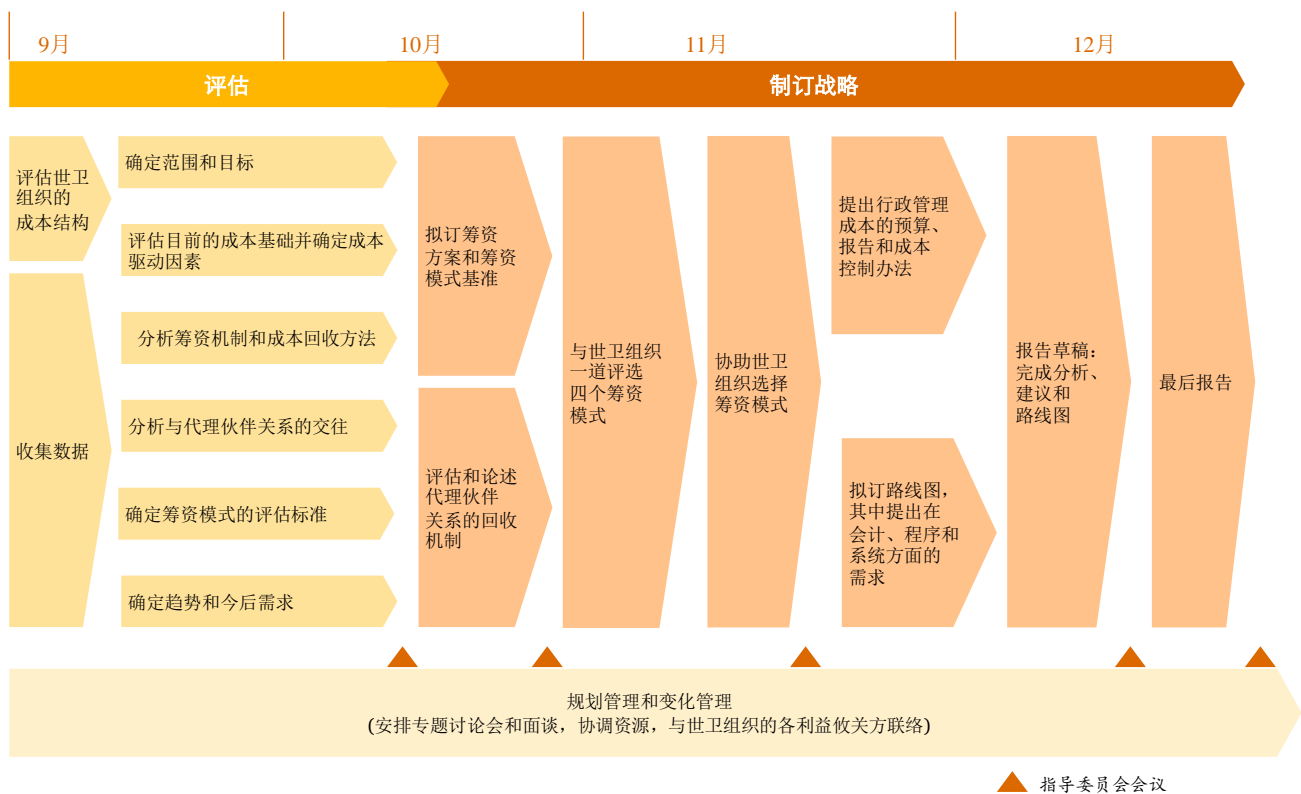 9月
10月
11月
12月
评估
制订战略
评估世卫
组织的
成本结构
收集数据
确定范围和目标
评估目前的成本基础并确定成本
驱动因素
分析筹资机制和成本回收方法
分析与代理伙伴关系的交往
确定筹资模式的评估标准
确定趋势和今后需求
拟订筹资
方案和筹资
模式基准
评估和论述
代理伙伴
关系的回收
机制
与世卫组织
一道评选
四个筹资
模式
协助世卫
组织选择
筹资模式
提出行政管理
成本的预算、
报告和成本
控制办法
拟订路线图，
其中提出在
会计、程序和
系统方面的
需求
报告草稿：
完成分析、
建议和
路线图
最后报告
规划管理和变化管理
(安排专题讨论会和面谈，协调资源，与世卫组织的各利益攸关方联络)
指导委员会会议